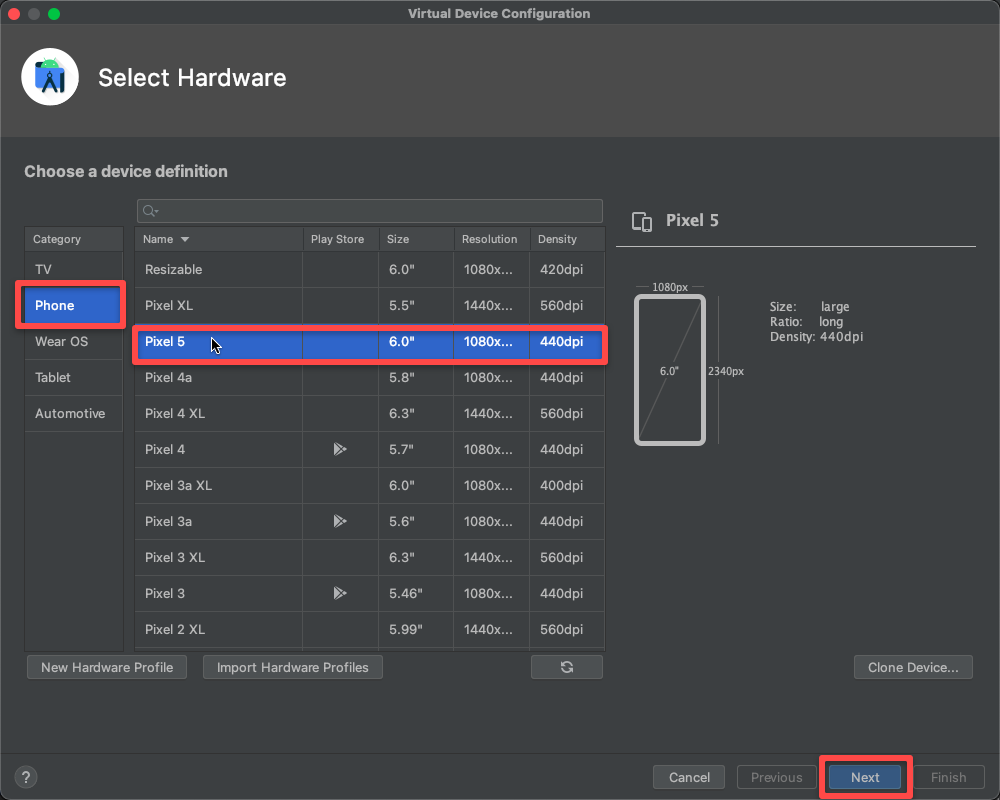 Virtual Device Configuration
Select Hardware
Choose a device definition
Category
TV
Phone
Wear OS
Tablet
Automotive
Name Play Store Size Resolution Density
Resizable 6.0" 1080x... 420dpi
Pixel XL 5.5" 1440x... 560dpi
Pixel 5 6.0" 1080x... 440dpi
Pixel 4a 5.8" 1080x... 440dpi
Pixel 4 XL 6.3" 1440x... 560dpi
Pixel 4 5.7" 1080x... 440dpi
Pixel 3a XL 6.0" 1080x... 400dpi
Pixel 3a 5.6" 1080x... 440dpi
Pixel 3 XL 6.3" 1440x... 560dpi
Pixel 3 5.46" 1080x... 440dpi
Pixel 2 XL 5.99" 1440x... 560dpi
Pixel 5
1080px
6.0"
2340px
Size: large
Ratio: long
Density: 440dpi
New Hardware Profile Import Hardware Profiles Clone Device...
? Cancel Previous Next Finish